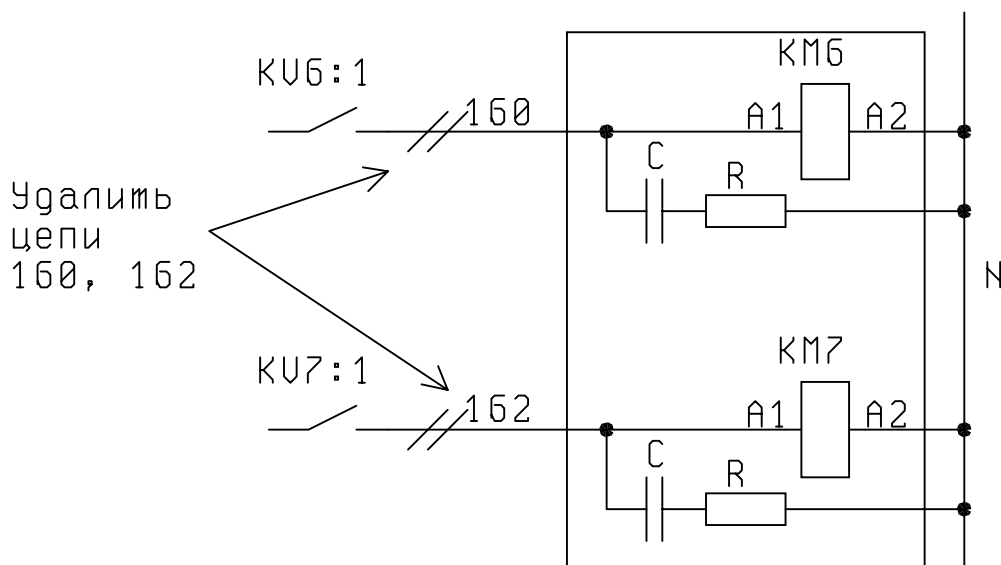 KM6
KV6:1
160
A1
A2
C
R
Удалить
цепи
160, 162
N
KM7
KV7:1
162
A1
A2
C
R